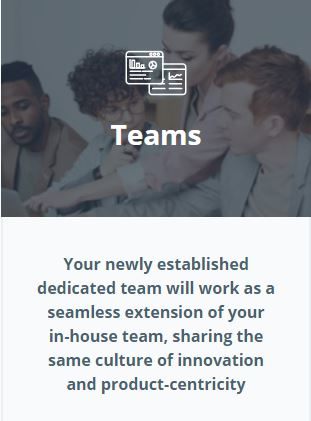 Teams
Your newly established
dedicated team will work as a
seamless extension of your
in-house team, sharing the
same culture of innovation
and product-centricity